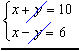 x + y = 10
x - y = 6